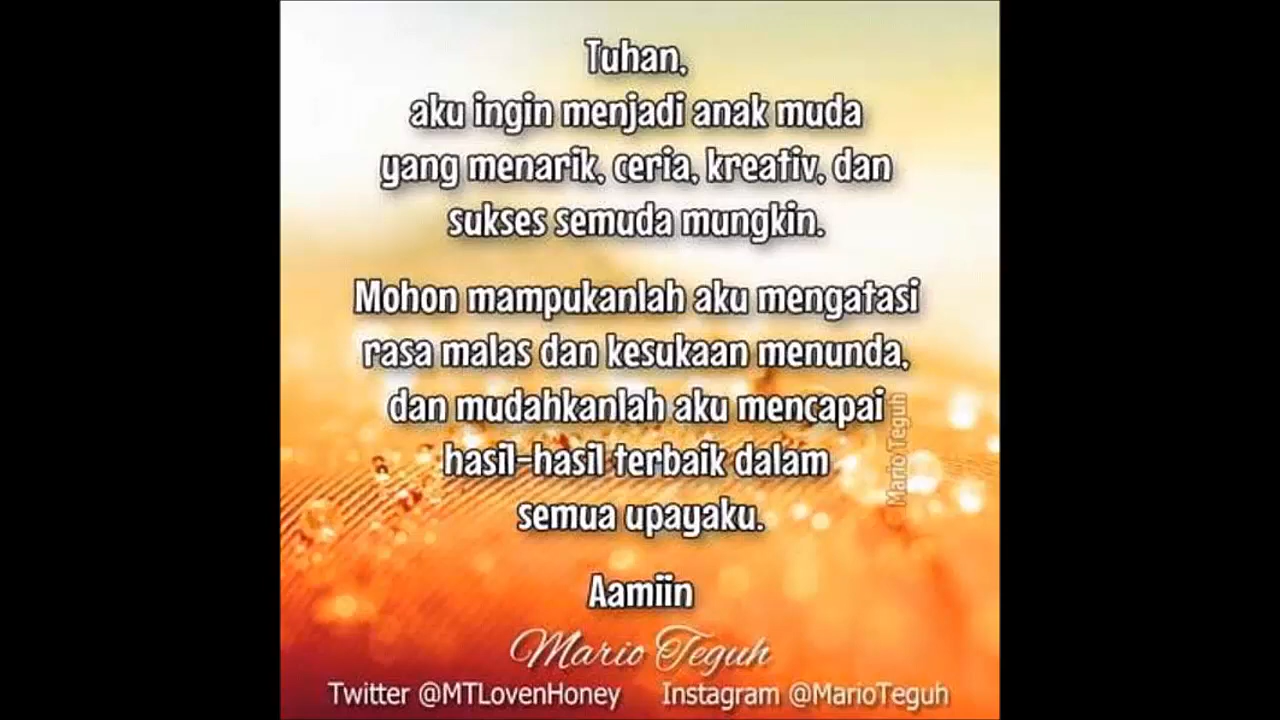 Tuhan,
aku ingin menjadi anak muda
yang menarik, ceria, kreativ, dan
sukses semuda mungkin.
Mohon mampukanlah aku mengatasi
rasa malas dan kesukaan menunda,
dan mudahkanlah aku mencapai
hasil-hasil terbaik dalam
semua upayaku.
Aamiin
Mario Teguh
Twitter @MTLovenHoney Instagram @MarioTeguh
Mario Teguh